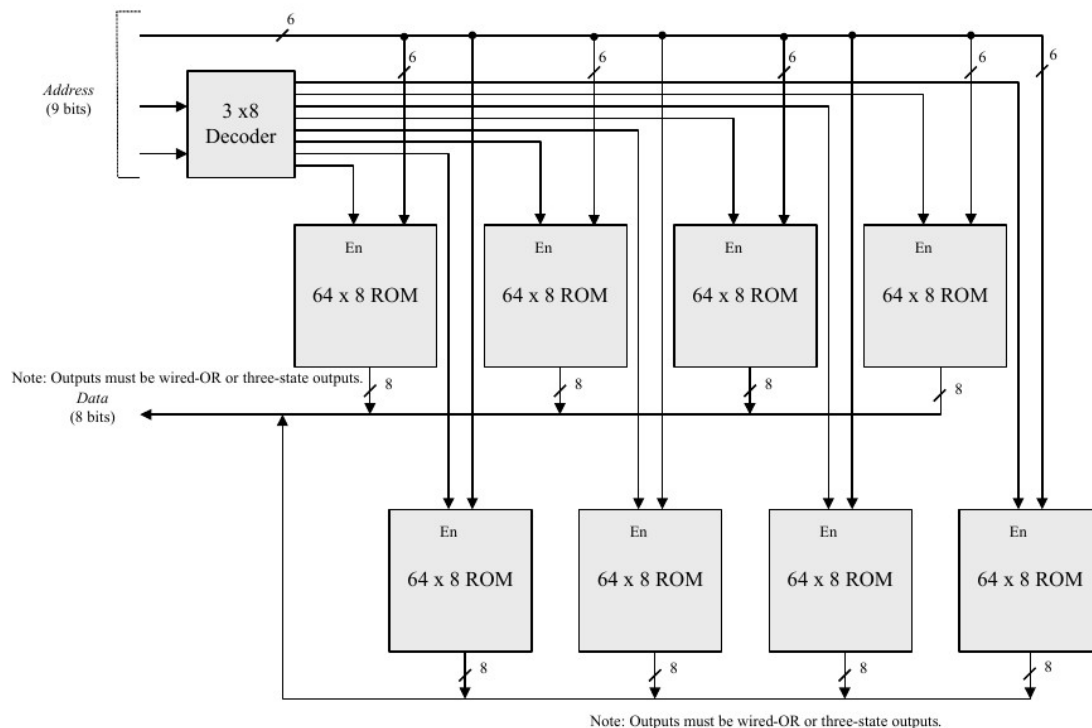 6
6
6
6
6
6
Address
(9 bits)
3 x8
Decoder
En
64 x 8 ROM
En
64 x 8 ROM
En
64 x 8 ROM
En
64 x 8 ROM
Note: Outputs must be wired-OR or three-state outputs.
8
8
8
8
Data
(8 bits)
En
64 x 8 ROM
En
64 x 8 ROM
En
64 x 8 ROM
En
64 x 8 ROM
8
8
8
8
Note: Outputs must be wired-OR or three-state outputs.